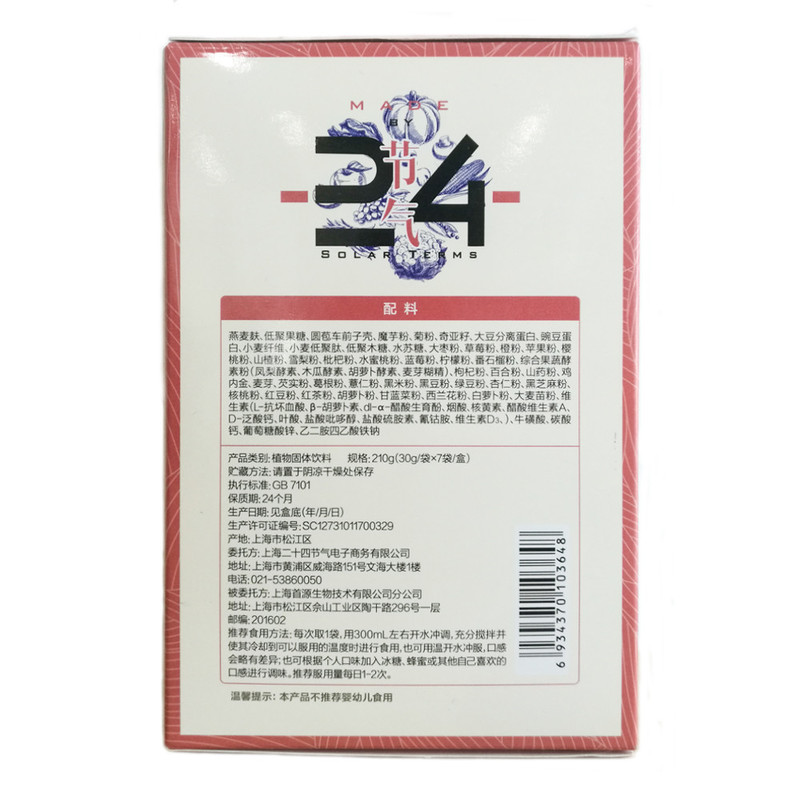 MADE
BY
24
节气
SOLAR TERMS
配料
燕麦麸、低聚果糖、圆苞车前子壳、魔芋粉、菊粉、奇亚籽、大豆分离蛋白、豌豆蛋
白、小麦纤维、小麦低聚肽、低聚木糖、水苏糖、大枣粉、草莓粉、橙粉、苹果粉、樱
桃粉、山楂粉、雪梨粉、枇杷粉、水蜜桃粉、蓝莓粉、柠檬粉、番石榴粉、综合果蔬酵
素粉(凤梨酵素、木瓜酵素、胡萝卜酵素、麦芽糊精)、枸杞粉、百合粉、山药粉、鸡
内金、麦芽、芡实粉、葛根粉、薏仁粉、黑米粉、黑豆粉、绿豆粉、杏仁粉、黑芝麻粉、
核桃粉、红豆粉、红茶粉、胡萝卜粉、甘蓝菜粉、西兰花粉、白萝卜粉、大麦苗粉、维
生素(L-抗坏血酸、β-胡萝卜素、dl-α-醋酸生育酚、烟酸、核黄素、醋酸维生素A、
D-泛酸钙、叶酸、盐酸吡哆醇、盐酸硫胺素、氰钴胺、维生素D₃、)、牛磺酸、碳酸
钙、葡萄糖酸锌、乙二胺四乙酸铁钠
产品类别: 植物固体饮料 规格: 210g(30g/袋×7袋/盒)
贮藏方法: 请置于阴凉干燥处保存
执行标准: GB 7101
保质期: 24个月
生产日期: 见盒底(年/月/日)
生产许可证编号: SC12731011700329
产地: 上海市松江区
委托方: 上海二十四节气电子商务有限公司
地址: 上海市黄浦区威海路151号文海大楼1楼
电话: 021-53860050
被委托方: 上海首源生物技术有限公司分公司
地址: 上海市松江区佘山工业区陶干路296号一层
邮编: 201602
推荐食用方法: 每次取1袋, 用300mL左右开水冲调, 充分搅拌并
使其冷却到可以服用的温度时进行食用, 也可用温开水冲服, 口感
会略有差异; 也可根据个人口味加入冰糖、蜂蜜或其他自己喜欢的
口感进行调味。推荐服用量每日1-2次。
温馨提示: 本产品不推荐婴幼儿食用
6 934370 103648